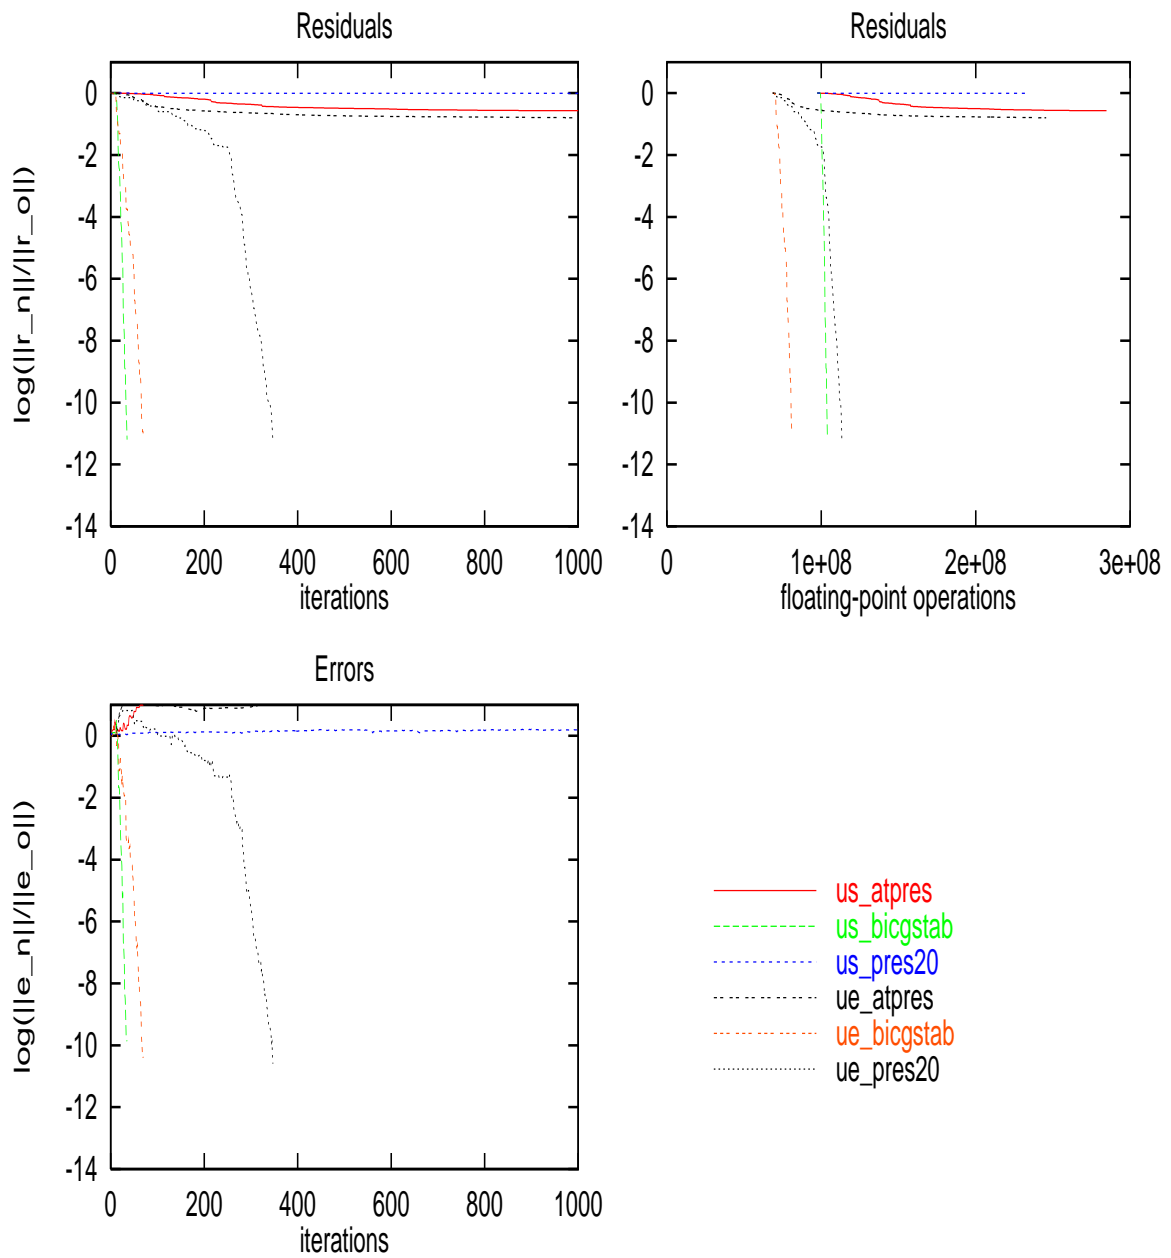 Residuals
log(||r_n||/||r_o||)
0
-2
-4
-6
-8
-10
-12
-14
0 200 400 600 800 1000
iterations
Residuals
0
-2
-4
-6
-8
-10
-12
-14
0 1e+08 2e+08 3e+08
floating-point operations
Errors
log(||e_n||/||e_o||)
0
-2
-4
-6
-8
-10
-12
-14
0 200 400 600 800 1000
iterations
us_atpres
us_bicgstab
us_pres20
ue_atpres
ue_bicgstab
ue_pres20